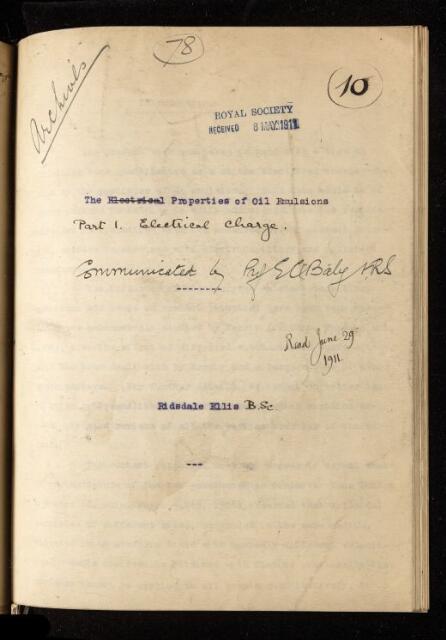 78
Archives
10
ROYAL SOCIETY
RECEIVED 8 MAY 1911
The Electrical Properties of Oil Emulsions
Part 1. Electrical Charge.
Communicated by Prof E.C.C. Baly F.R.S
Read June 29
1911.
Ridsdale Ellis B.Sc